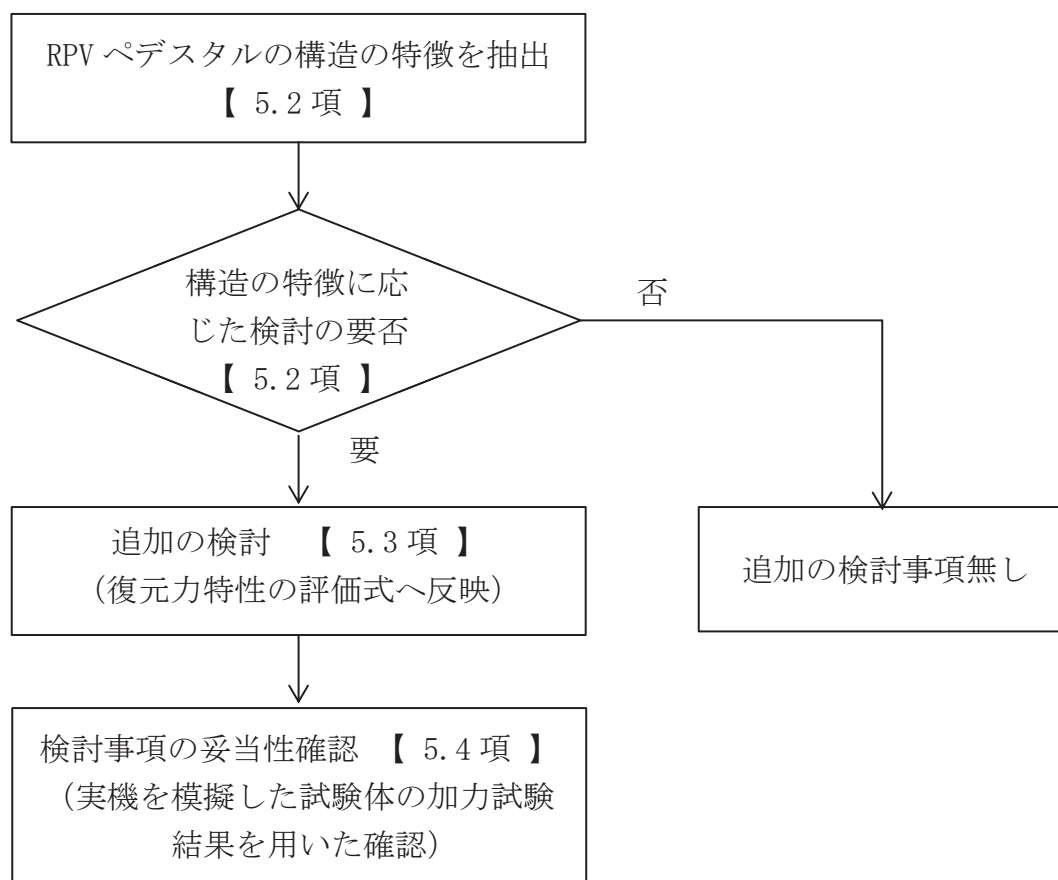 RPV ペデスタルの構造の特徴を抽出
【 5.2 項 】
構造の特徴に応
じた検討の要否
【 5.2 項 】
否
要
追加の検討 【 5.3 項 】
（復元力特性の評価式へ反映）
追加の検討事項無し
検討事項の妥当性確認 【 5.4 項 】
（実機を模擬した試験体の加力試験
結果を用いた確認）